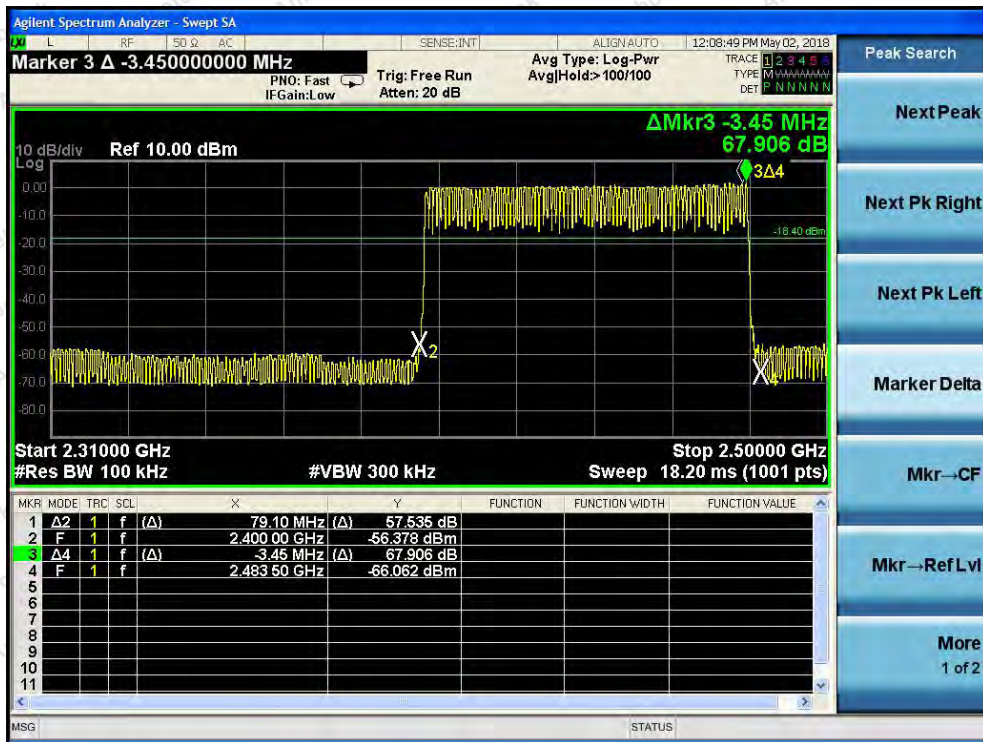 Agilent Spectrum Analyzer - Swept SA
LXI L RF 50 Ω AC SENSE:INT ALIGNAUTO 12:08:49 PM May 02, 2018
Marker 3 Δ -3.450000000 MHz
PNO: Fast
IFGain:Low
Trig: Free Run
Atten: 20 dB
Avg Type: Log-Pwr
Avg|Hold:> 100/100
TRACE 1 2 3 4 5 6
TYPE M
DET P N N N N N
ΔMkr3 -3.45 MHz
67.906 dB
10 dB/div Ref 10.00 dBm
Log
3Δ4
0.00
-10.0
-18.40 dBm
-20.0
-30.0
-40.0
-50.0
2
-60.0
4
-70.0
-80.0
Start 2.31000 GHz Stop 2.50000 GHz
#Res BW 100 kHz #VBW 300 kHz Sweep 18.20 ms (1001 pts)
MKR MODE TRC SCL X Y FUNCTION FUNCTION WIDTH FUNCTION VALUE
1 Δ2 1 f (Δ) 79.10 MHz (Δ) 57.535 dB
2 F 1 f 2.400 00 GHz -56.378 dBm
3 Δ4 1 f (Δ) -3.45 MHz (Δ) 67.906 dB
4 F 1 f 2.483 50 GHz -66.062 dBm
5
6
7
8
9
10
11
MSG STATUS
Peak Search
Next Peak
Next Pk Right
Next Pk Left
Marker Delta
Mkr→CF
Mkr→Ref Lvl
More
1 of 2